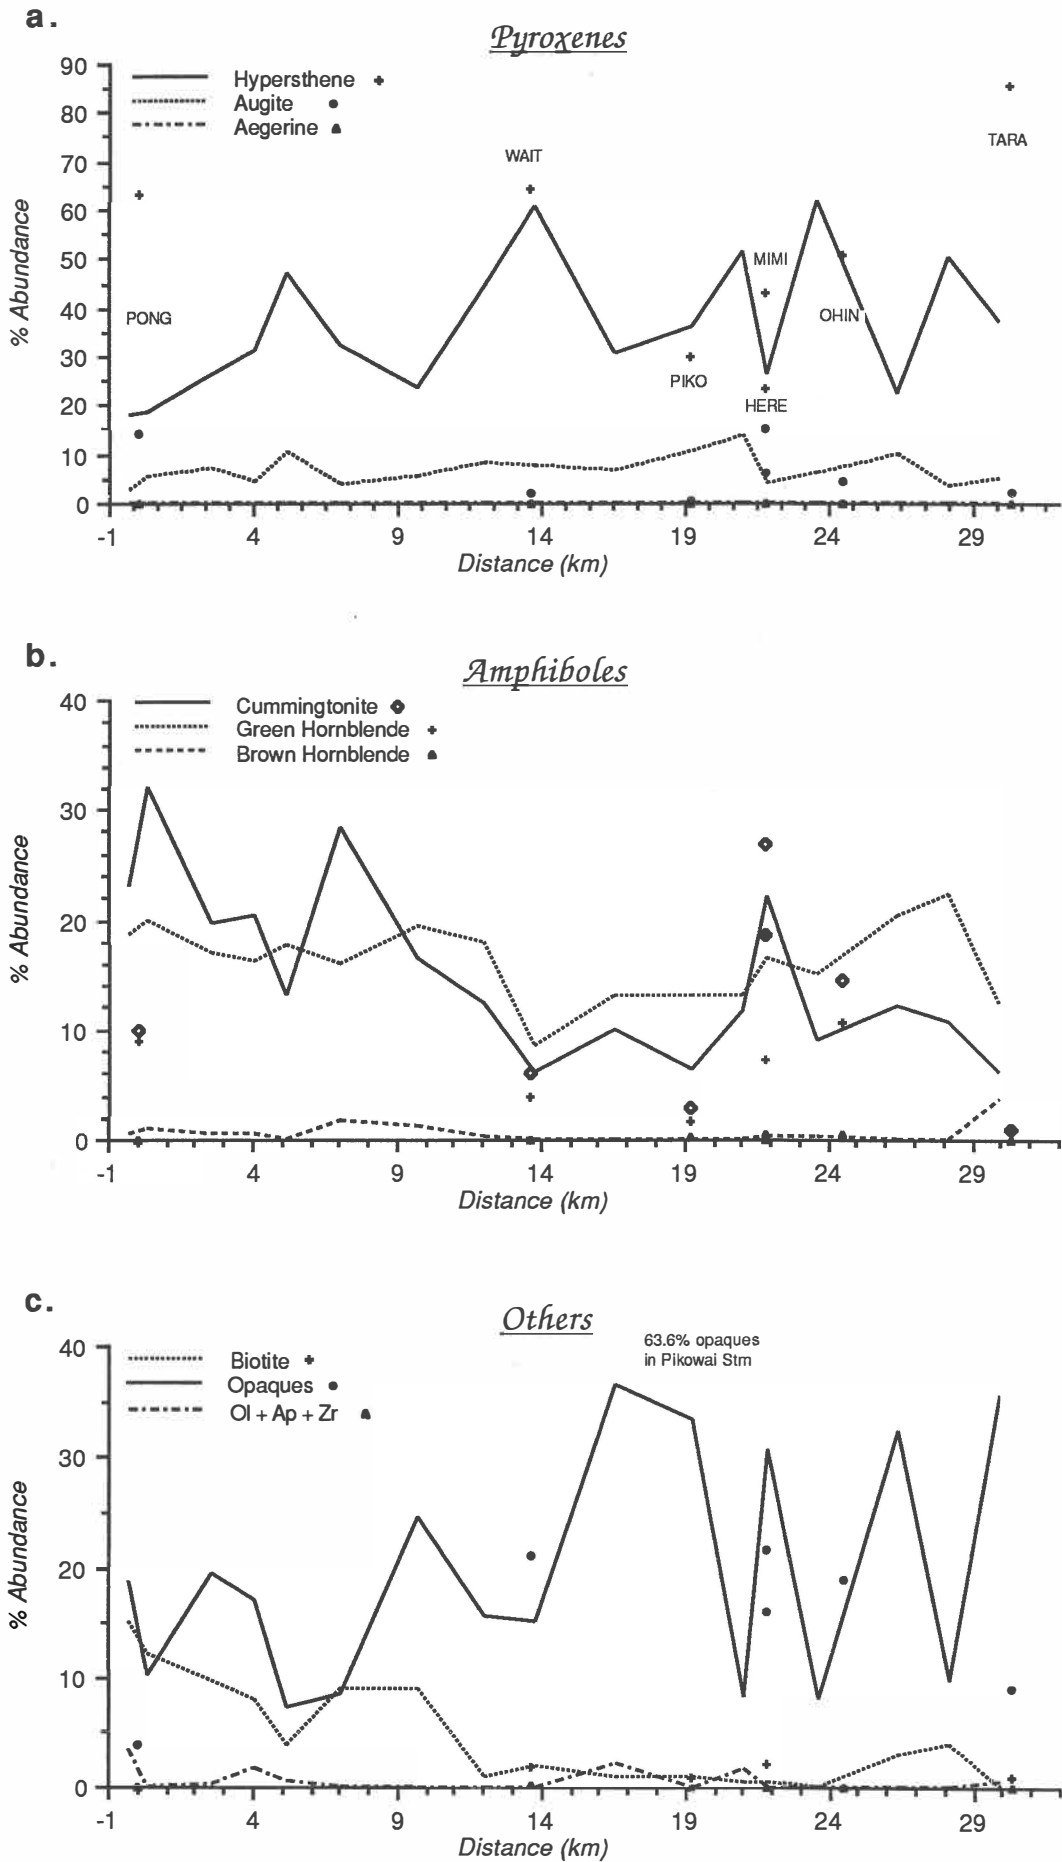 a.
Pyroxenes
Hypersthene
Augite
Aegerine
90
80
70
60
50
40
30
20
10
0
% Abundance
PONG
WAIT
PIKO
MIMI
HERE
OHIN
TARA
-1 4 9 14 19 24 29
Distance (km)
b.
Amphiboles
Cummingtonite
Green Hornblende
Brown Hornblende
40
30
20
10
0
% Abundance
-1 4 9 14 19 24 29
Distance (km)
c.
Others
63.6% opaques
in Pikowai Stm
Biotite
Opaques
Ol + Ap + Zr
40
30
20
10
0
% Abundance
-1 4 9 14 19 24 29
Distance (km)